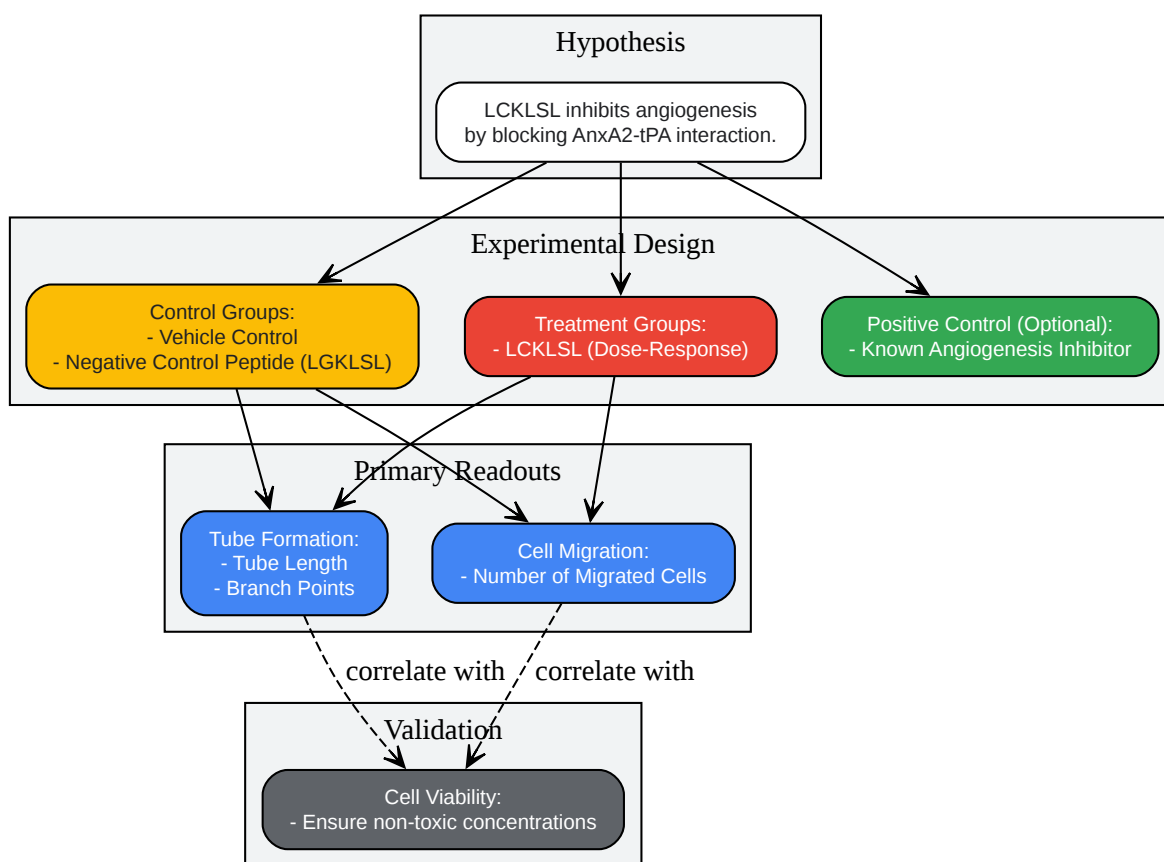 Hypothesis
LCKLSL inhibits angiogenesis
by blocking AnxA2-tPA interaction.
Experimental Design
Control Groups:
- Vehicle Control
- Negative Control Peptide (LGKLSL)
Treatment Groups:
- LCKLSL (Dose-Response)
Positive Control (Optional):
- Known Angiogenesis Inhibitor
Primary Readouts
Tube Formation:
- Tube Length
- Branch Points
Cell Migration:
- Number of Migrated Cells
correlate with
correlate with
Validation
Cell Viability:
- Ensure non-toxic concentrations